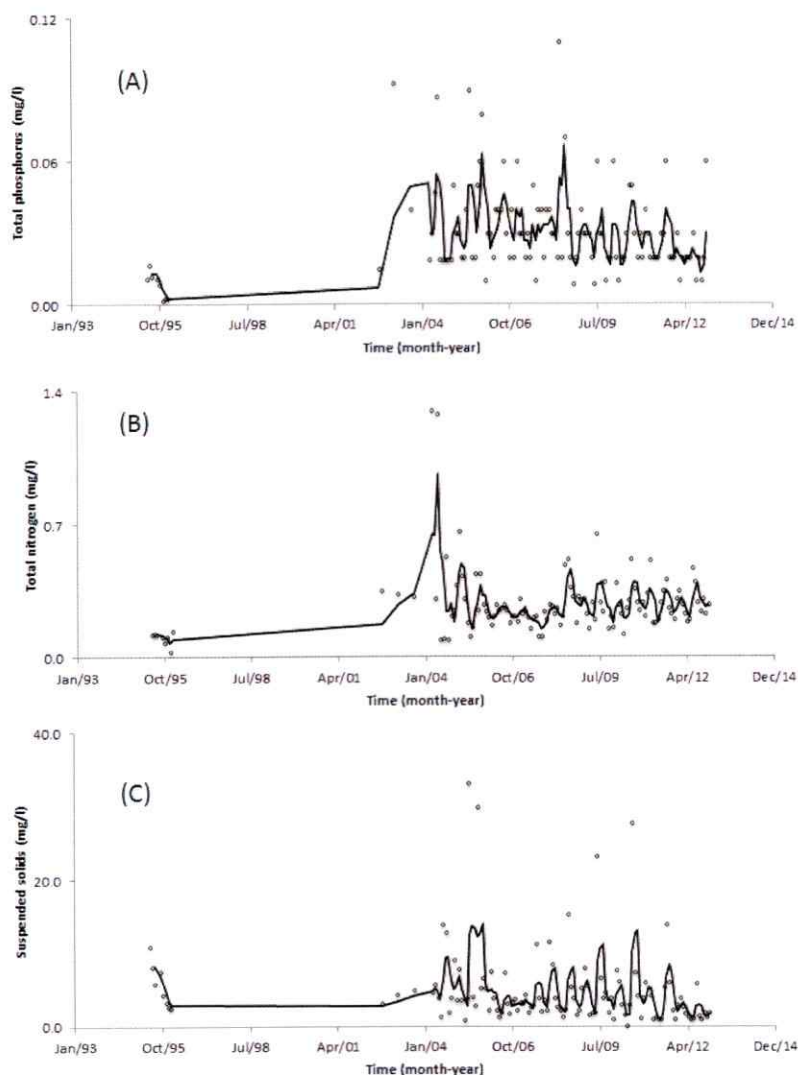 (A)
Total phosphorus (mg/l)
0.12
0.06
0.00
Jan/93 Oct/95 Jul/98 Apr/01 Jan/04 Oct/06 Jul/09 Apr/12 Dec/14
Time (month-year)
(B)
Total nitrogen (mg/l)
1.4
0.7
0.0
Jan/93 Oct/95 Jul/98 Apr/01 Jan/04 Oct/06 Jul/09 Apr/12 Dec/14
Time (month-year)
(C)
Suspended solids (mg/l)
40.0
20.0
0.0
Jan/93 Oct/95 Jul/98 Apr/01 Jan/04 Oct/06 Jul/09 Apr/12 Dec/14
Time (month-year)